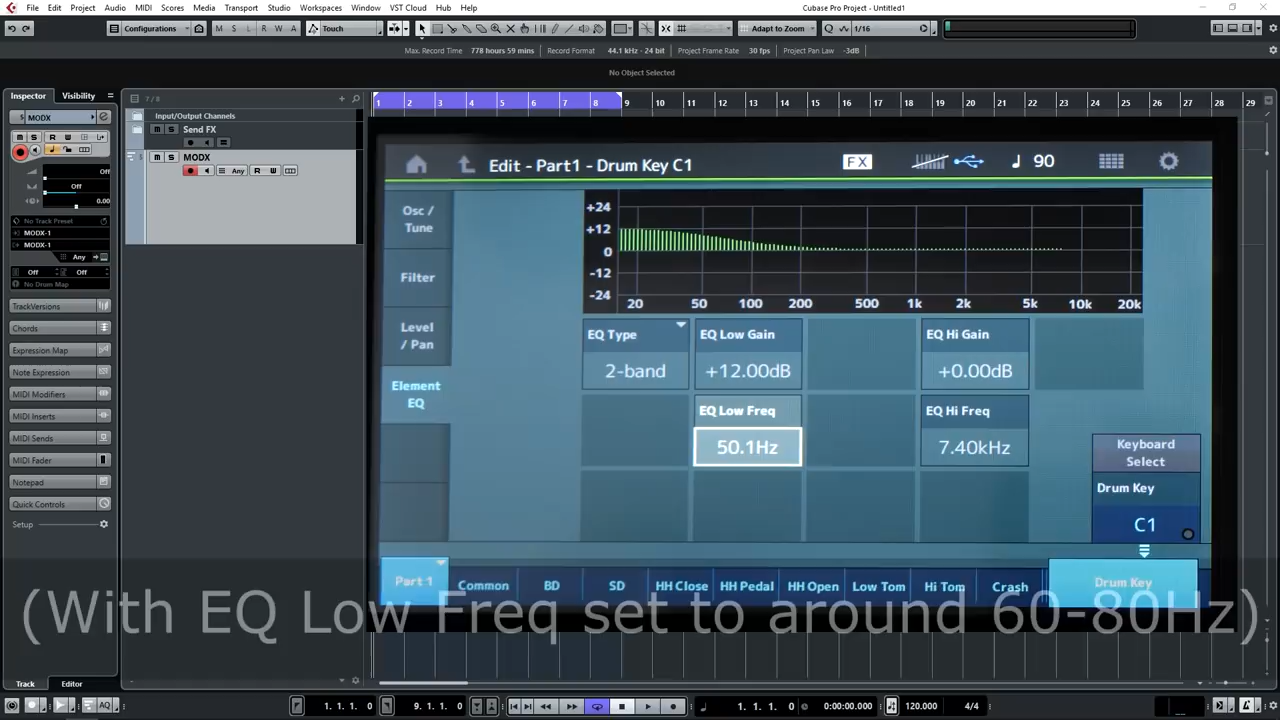 File Edit Project Audio MIDI Scores Media Transport Studio Workspaces Window VST Cloud Hub Help
Cubase Pro Project - Untitled1
Configurations M S L R W A Touch Adapt to Zoom 1/16
Max. Record Time 778 hours 59 mins Record Format 44.1 kHz - 24 bit Project Frame Rate 30 fps Project Pan Law -3dB
No Object Selected
Inspector Visibility
7 / 8
1 2 3 4 5 6 7 8 9 10 11 12 13 14 15 16 17 18 19 20 21 22 23 24 25 26 27 28 29
MODX
Input/Output Channels
M S Send FX
M S R W
Off
Off
0.00
No Track Preset
MODX-1
MODX-1
Any
Off Off
No Drum Map
M S MODX
Any R W
TrackVersions
Chords
Expression Map
Note Expression
MIDI Modifiers
MIDI Inserts
MIDI Sends
MIDI Fader
Notepad
Quick Controls
Setup
Edit - Part1 - Drum Key C1
FX
90
Osc /
Tune
Filter
Level
/ Pan
Element
EQ
+24
+12
0
-12
-24
20 50 100 200 500 1k 2k 5k 10k 20k
EQ Type EQ Low Gain EQ Hi Gain
2-band +12.00dB +0.00dB
EQ Low Freq EQ Hi Freq
50.1Hz 7.40kHz
Keyboard
Select
Drum Key
C1
Part 1 Common BD SD HH Close HH Pedal HH Open Low Tom Hi Tom Crash Drum Key
(With EQ Low Freq set to around 60-80Hz)
Track Editor
AQ 1. 1. 1. 0 9. 1. 1. 0 1. 1. 1. 0 0:00:00.000 120.000 4/4